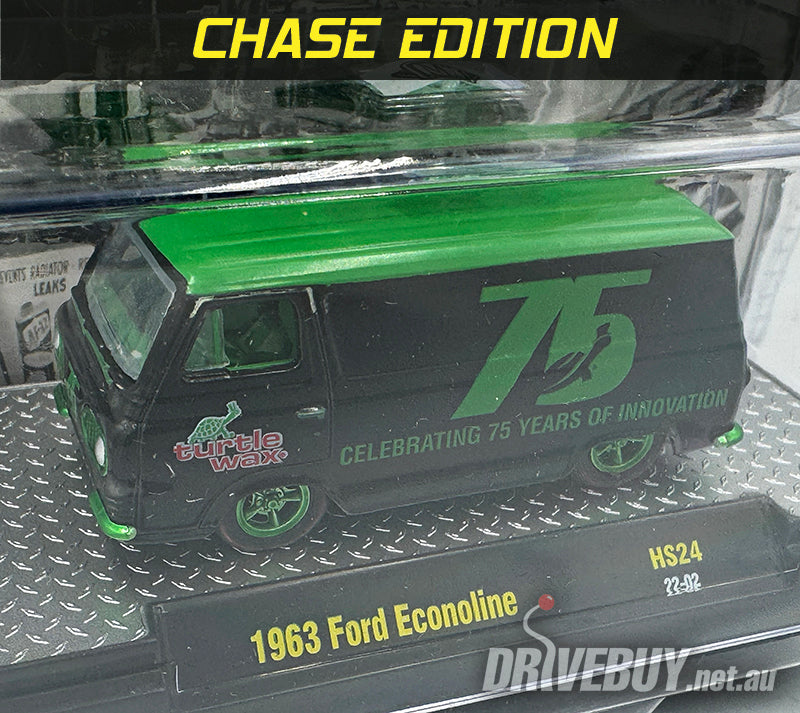 CHASE EDITION
LEAKS
75
CELEBRATING 75 YEARS OF INNOVATION
turtle
wax®
HS24
22-02
1963 Ford Econoline
DRIVEBUY.net.au